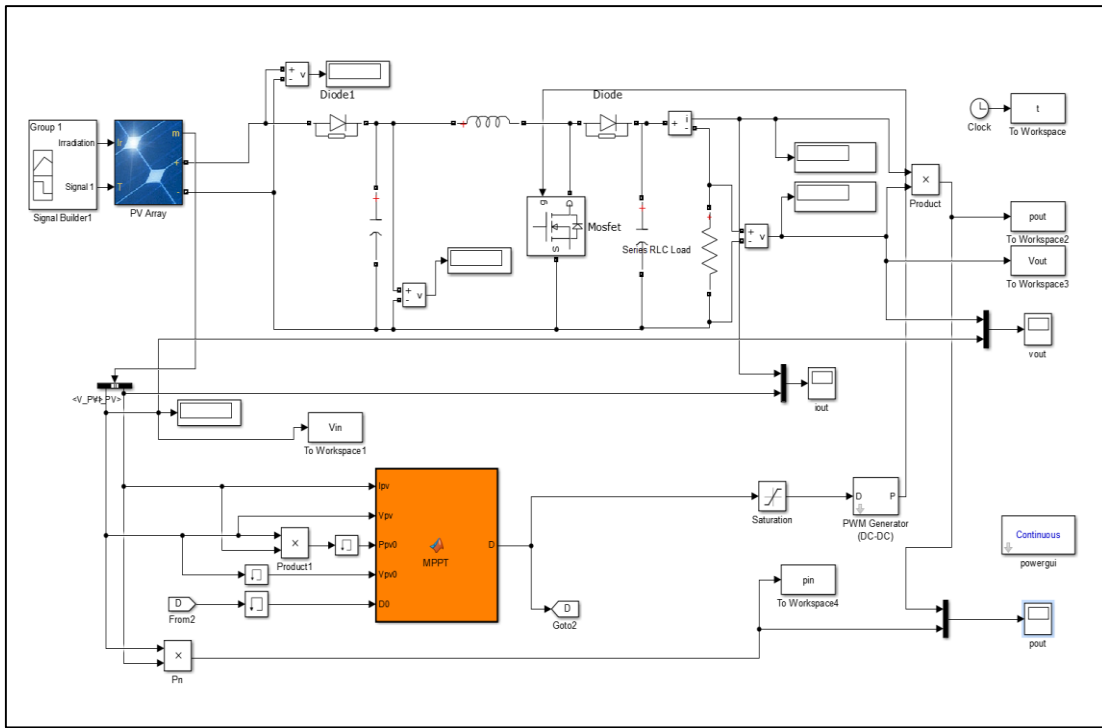 Diode1
Diode
+
-
v
Group 1
Irradiation
Signal 1
Signal Builder1
Ir
T
m
+
-
PV Array
+
+
i
-
Clock
t
To Workspace
Product
g
D
S
Mosfet
+
+
Series RLC Load
+
+
-
v
+
-
v
pout
To Workspace2
Vout
To Workspace3
vout
iout
Vin
To Workspace1
Ipv
Vpv
Ppv0
Vpv0
D0
MPPT
D
Product1
D
From2
D
Goto2
Saturation
D
P
PWM Generator
(DC-DC)
Continuous
powergui
pin
To Workspace4
pout
Pn